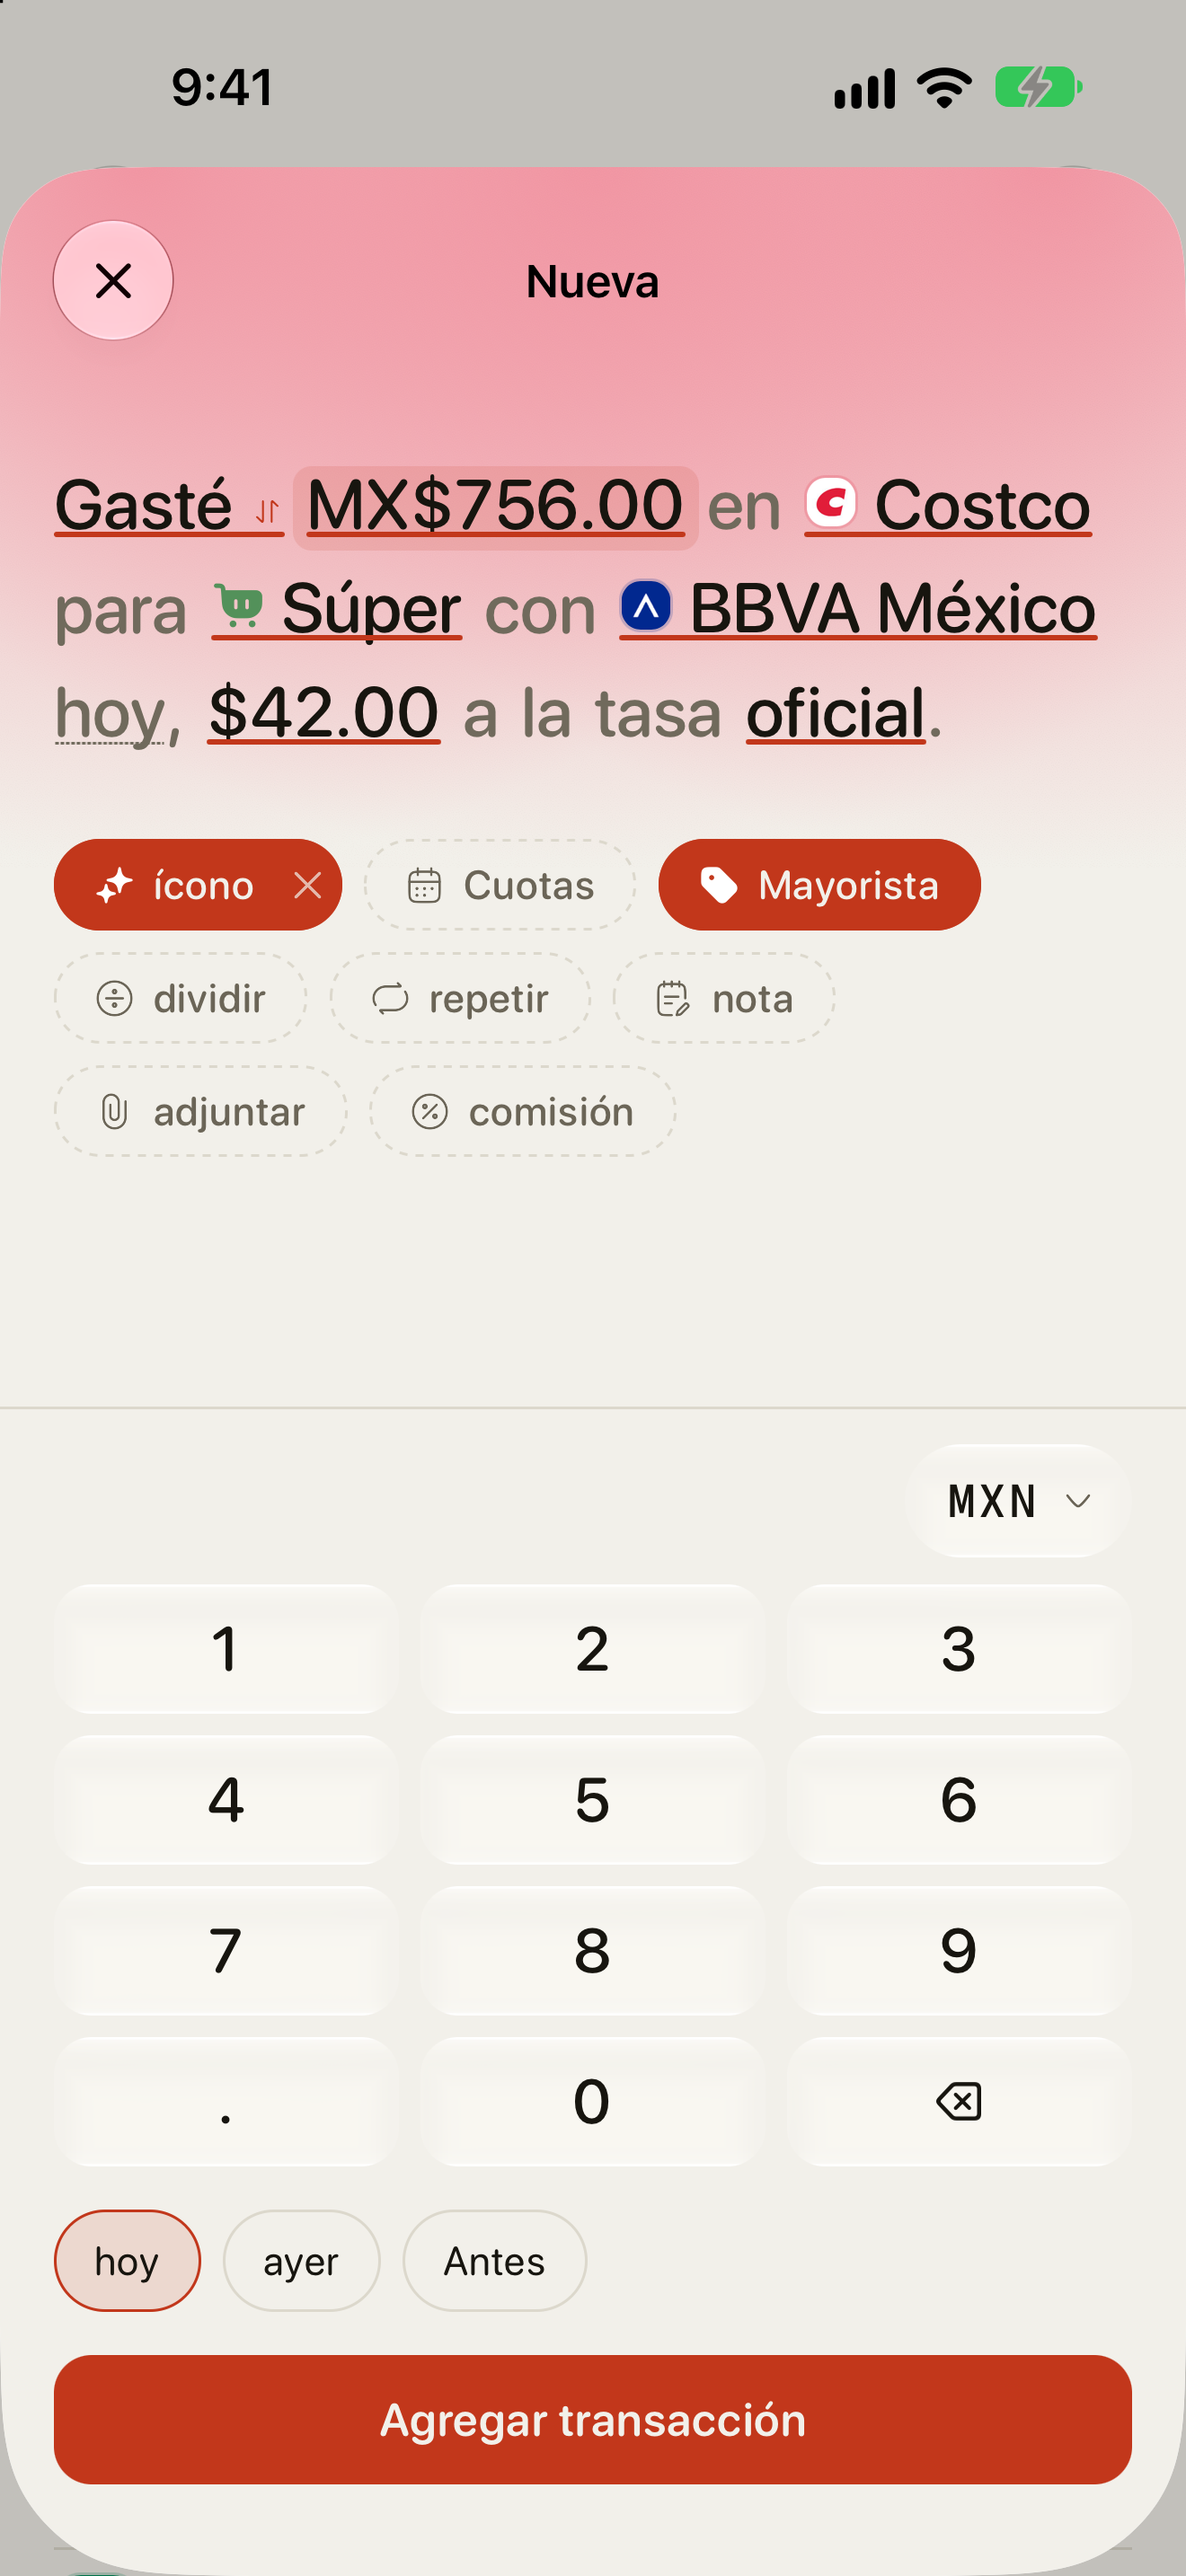 9:41
Nueva
Gasté MX$756.00 en Costco
para Súper con BBVA México
hoy, $42.00 a la tasa oficial.
ícono
Cuotas
Mayorista
dividir
repetir
nota
adjuntar
comisión
MXN
1 2 3
4 5 6
7 8 9
. 0
hoy
ayer
Antes
Agregar transacción